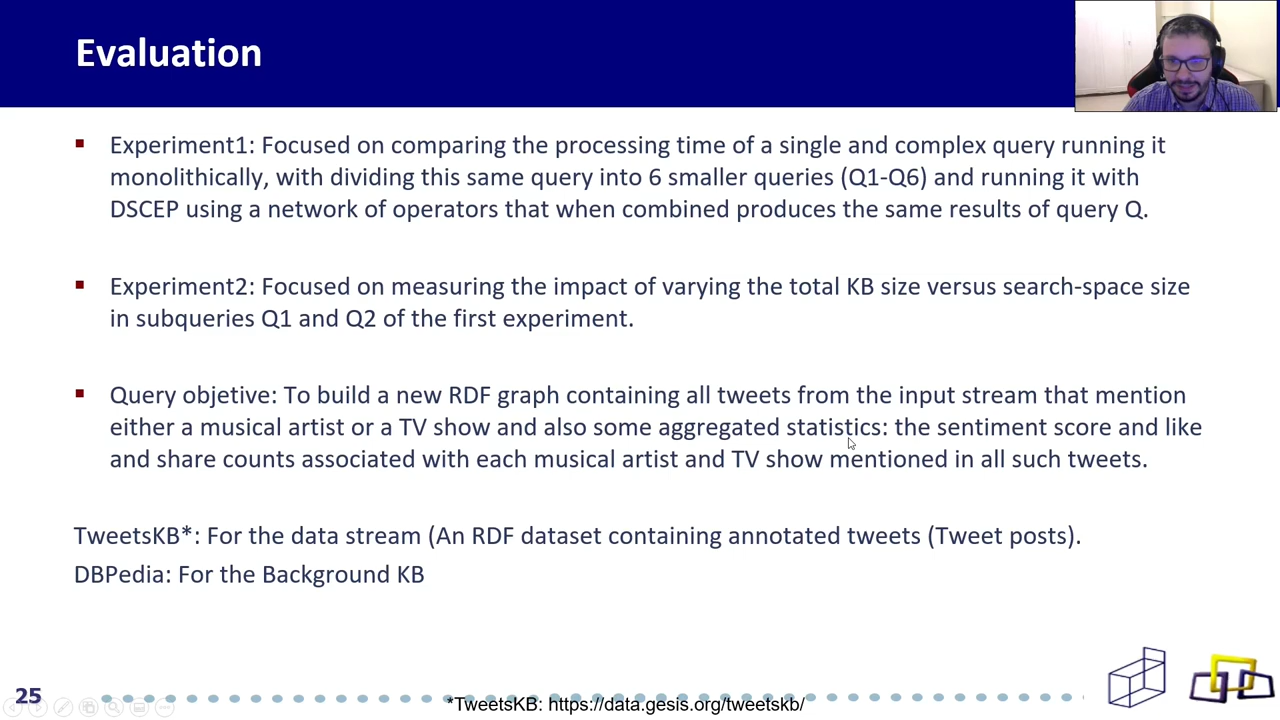 Evaluation
Experiment1: Focused on comparing the processing time of a single and complex query running it
monolithically, with dividing this same query into 6 smaller queries (Q1-Q6) and running it with
DSCEP using a network of operators that when combined produces the same results of query Q.
Experiment2: Focused on measuring the impact of varying the total KB size versus search-space size
in subqueries Q1 and Q2 of the first experiment.
Query objetive: To build a new RDF graph containing all tweets from the input stream that mention
either a musical artist or a TV show and also some aggregated statistics: the sentiment score and like
and share counts associated with each musical artist and TV show mentioned in all such tweets.
TweetsKB*: For the data stream (An RDF dataset containing annotated tweets (Tweet posts).
DBPedia: For the Background KB
25
*TweetsKB: https://data.gesis.org/tweetskb/